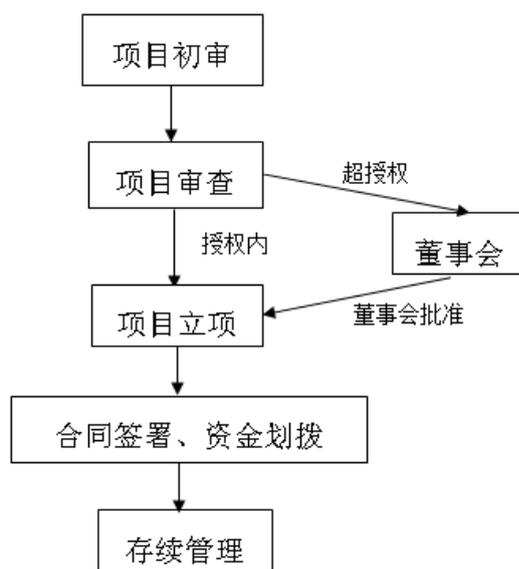 项目初审
项目审查
超授权
授权内
董事会
项目立项
董事会批准
合同签署、资金划拨
存续管理